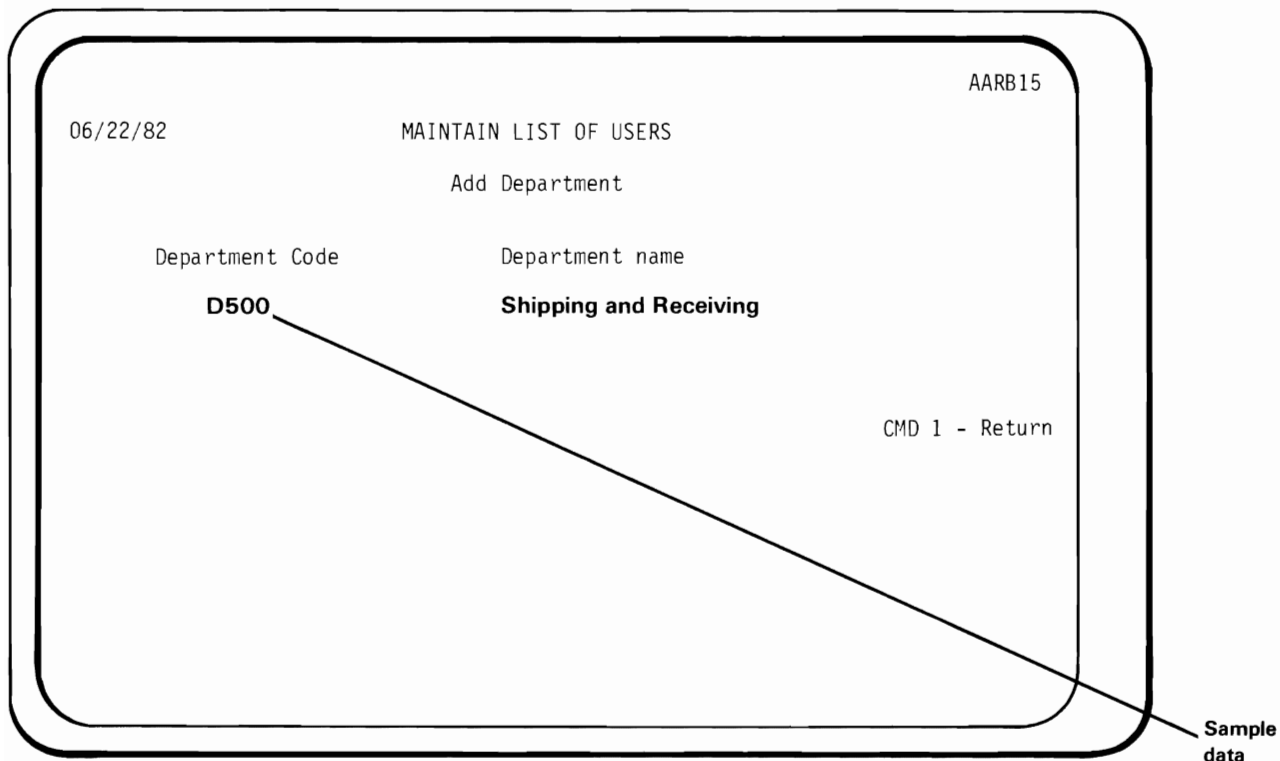 AARB15
06/22/82 MAINTAIN LIST OF USERS
Add Department
Department Code Department name
D500 Shipping and Receiving
CMD 1 - Return
Sample
data